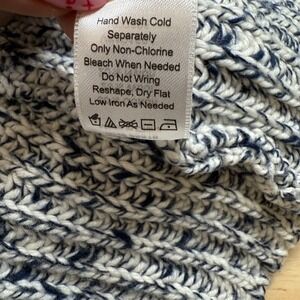 Hand Wash Cold
Separately
Only Non-Chlorine
Bleach When Needed
Do Not Wring
Reshape, Dry Flat
Low Iron As Needed